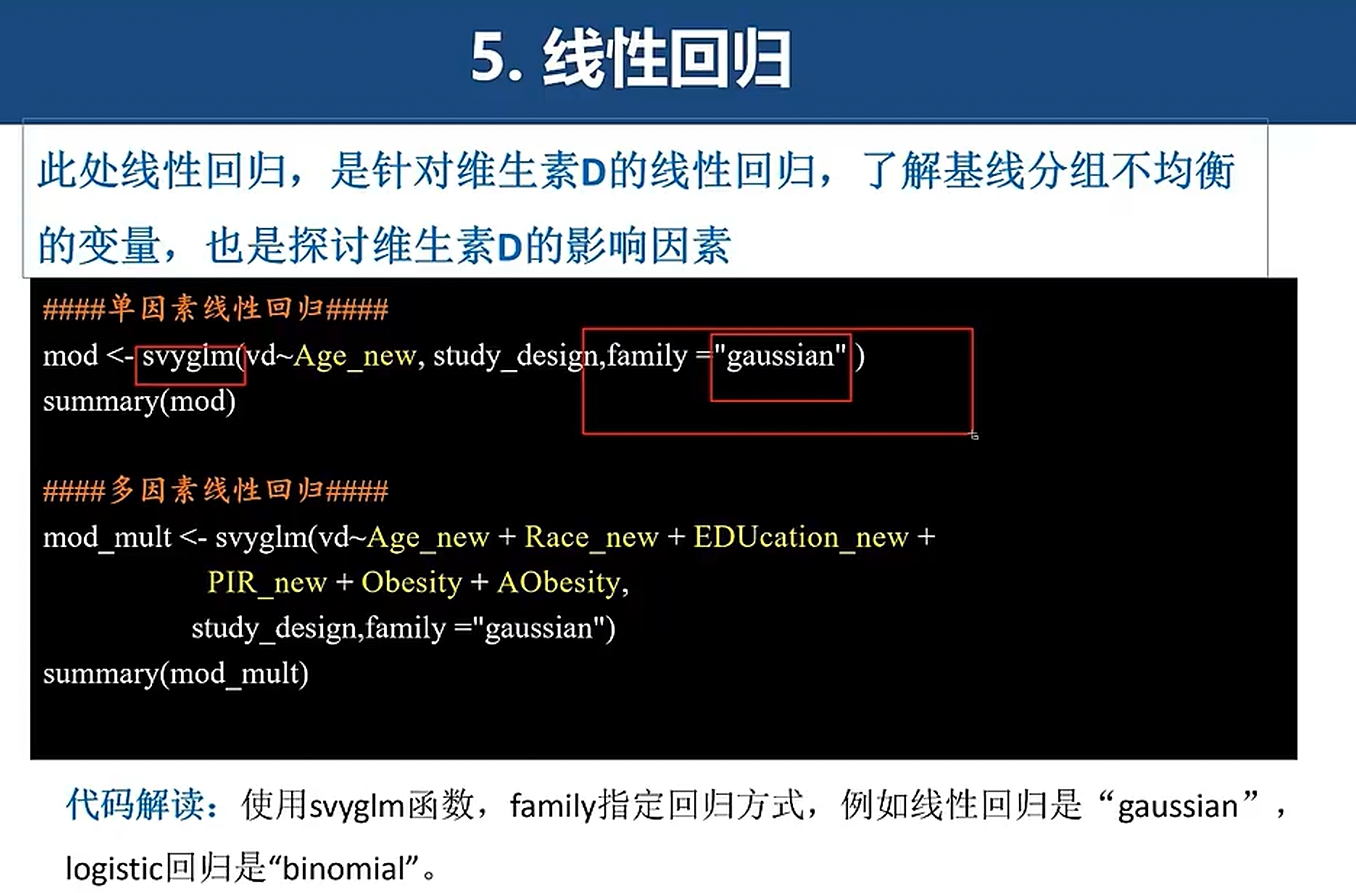 5. 线性回归
此处线性回归，是针对维生素D的线性回归，了解基线分组不均衡
的变量，也是探讨维生素D的影响因素
####单因素线性回归####
mod <- svyglm(vd~Age_new, study_design,family ="gaussian" )
summary(mod)
####多因素线性回归####
mod_mult <- svyglm(vd~Age_new + Race_new + EDUcation_new +
PIR_new + Obesity + AObesity,
study_design,family ="gaussian")
summary(mod_mult)
代码解读：使用svyglm函数，family指定回归方式，例如线性回归是“gaussian”，
logistic回归是“binomial”。